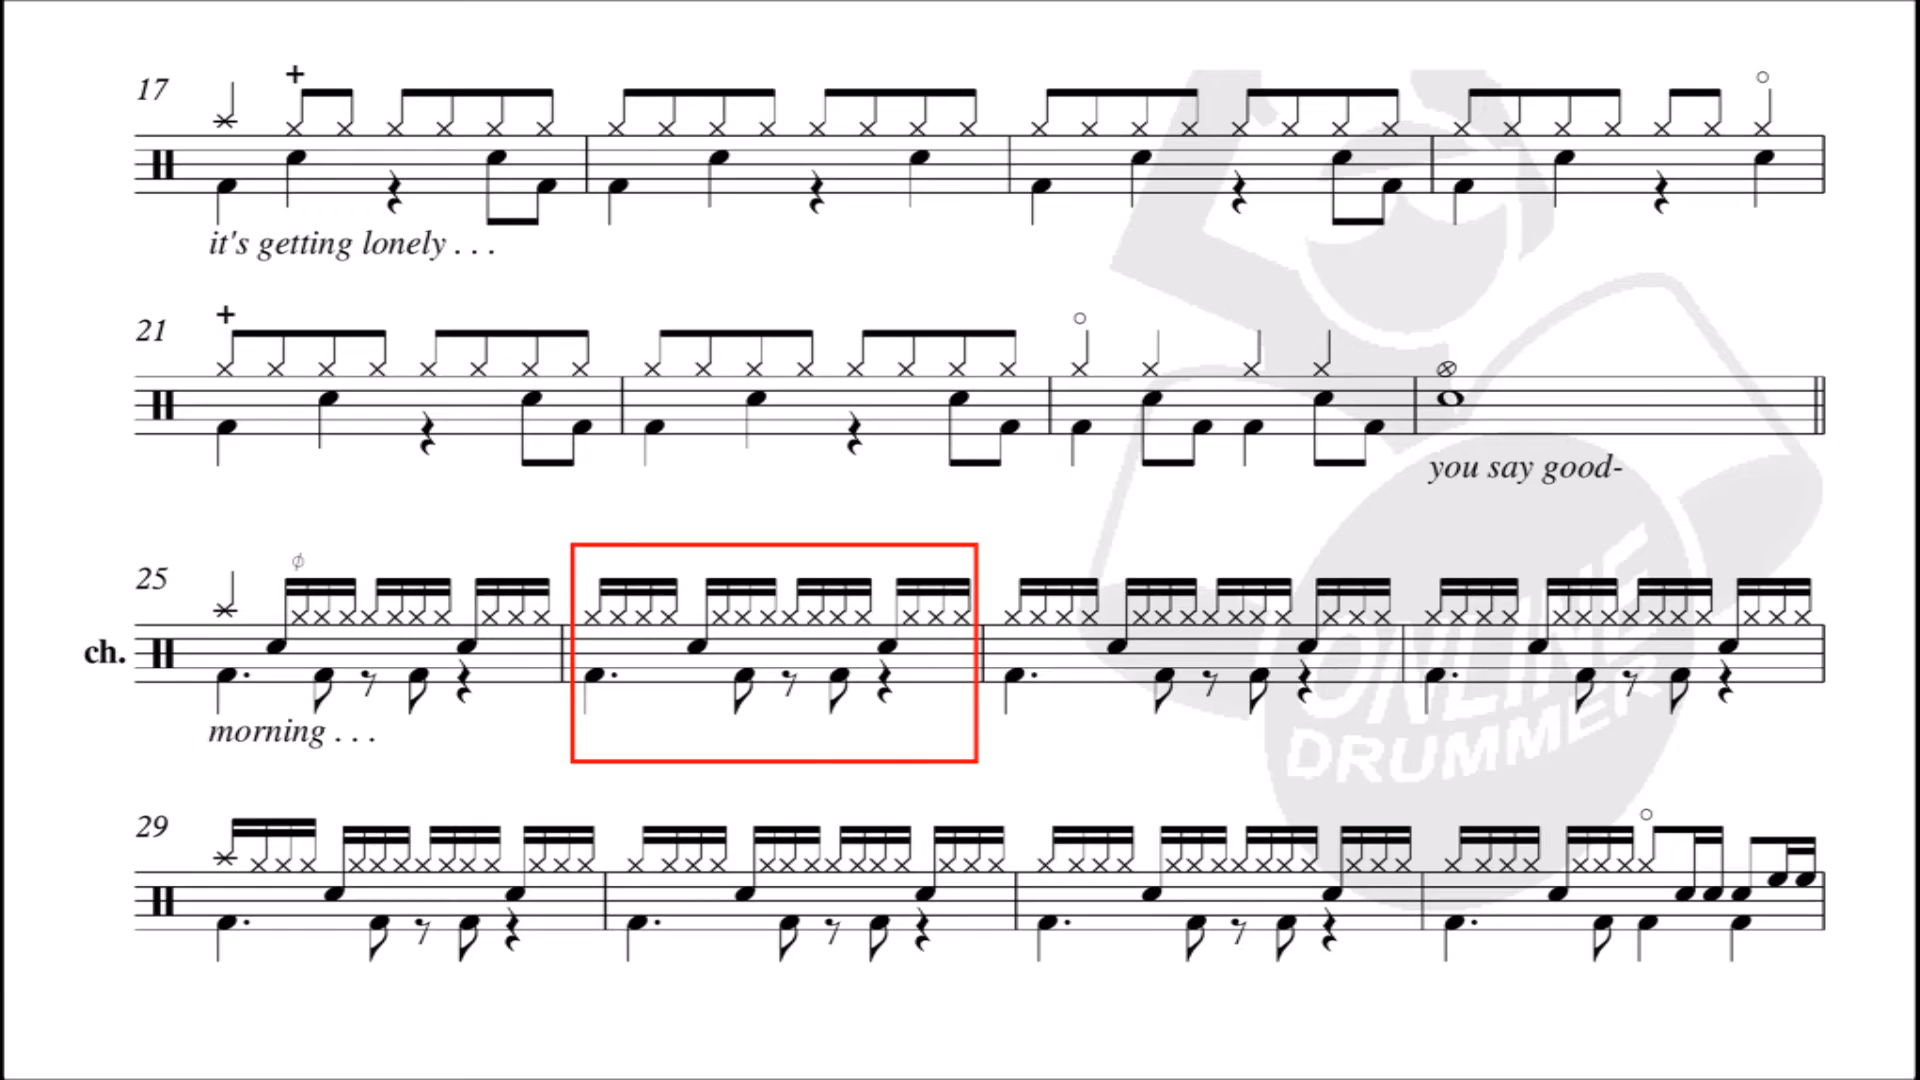 17
it's getting lonely . . .
21
you say good-
25
ch.
morning . . .
ONLINE
DRUMMER
29